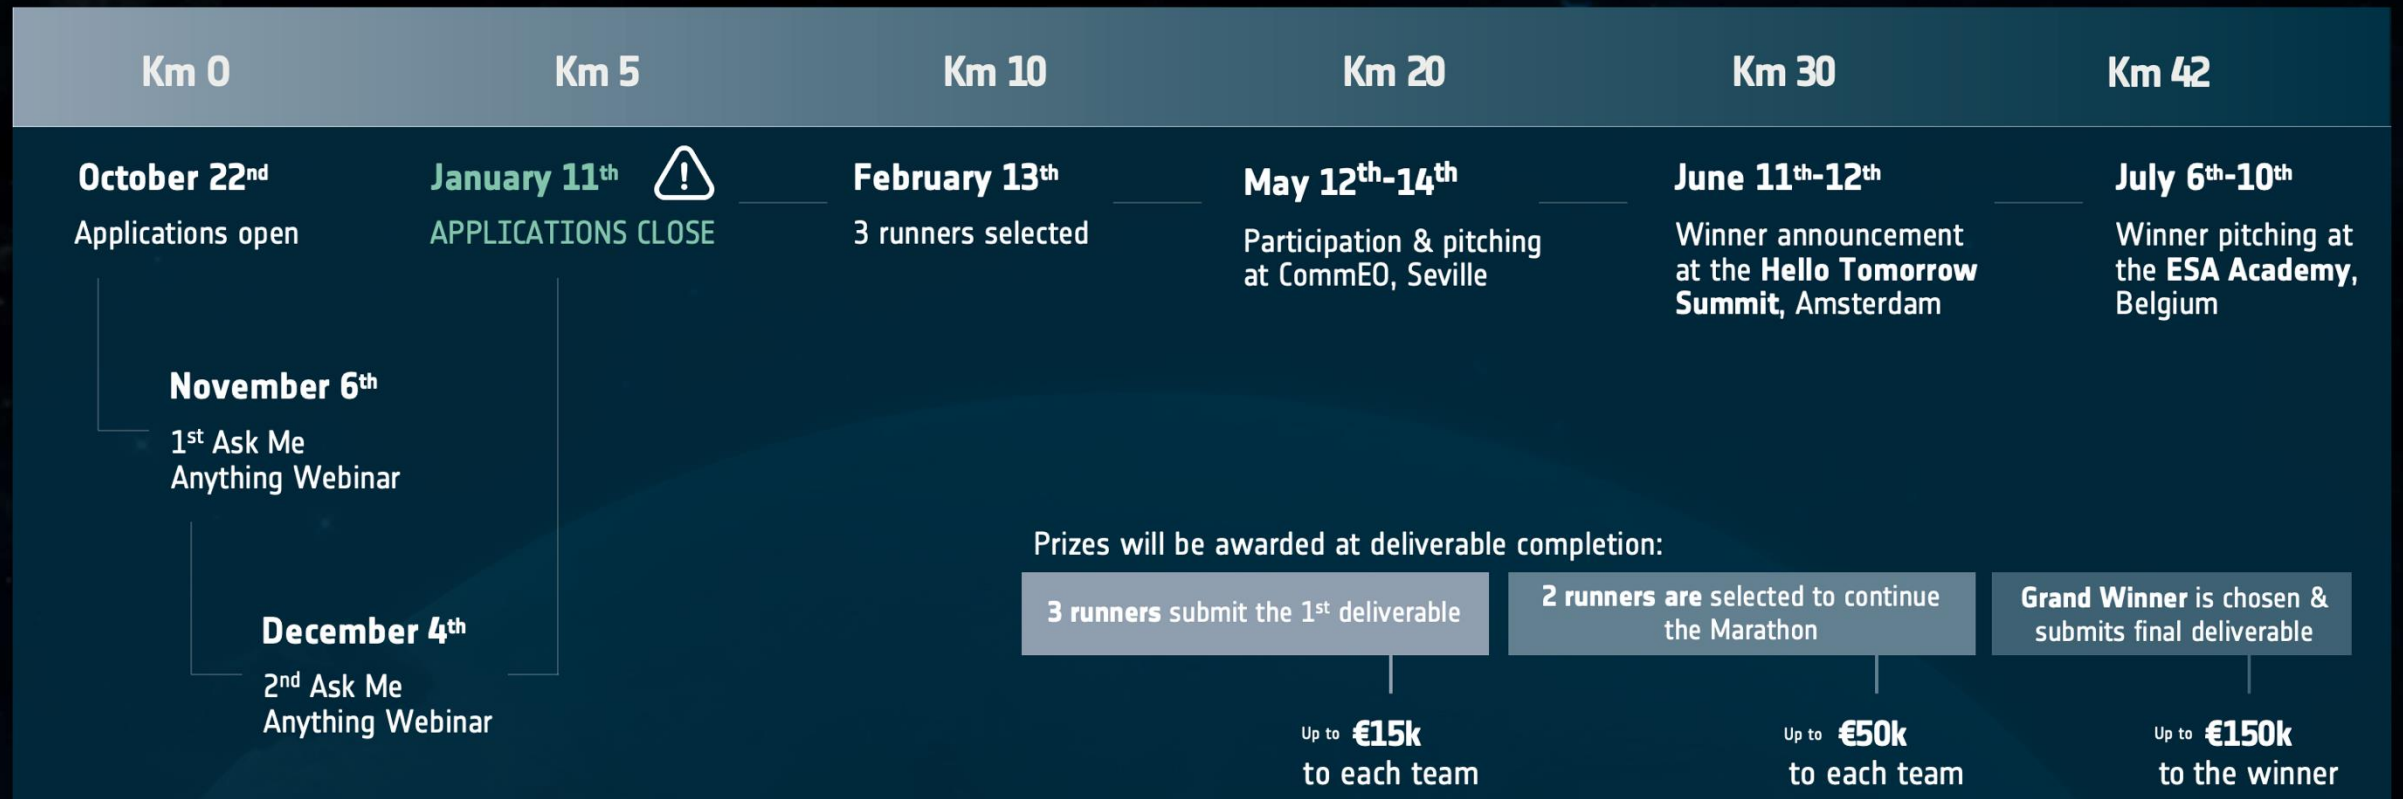 Km 0
Km 5
Km 10
Km 20
Km 30
Km 42
October 22nd
Applications open
November 6th
1st Ask Me
Anything Webinar
December 4th
2nd Ask Me
Anything Webinar
January 11th
APPLICATIONS CLOSE
February 13th
3 runners selected
May 12th-14th
Participation & pitching
at CommEO, Seville
June 11th-12th
Winner announcement
at the Hello Tomorrow
Summit, Amsterdam
July 6th-10th
Winner pitching at
the ESA Academy,
Belgium
Prizes will be awarded at deliverable completion:
3 runners submit the 1st deliverable
Up to €15k
to each team
2 runners are selected to continue
the Marathon
Up to €50k
to each team
Grand Winner is chosen &
submits final deliverable
Up to €150k
to the winner